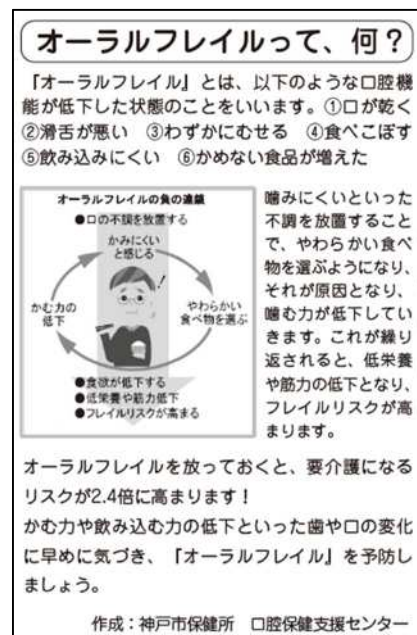 オーラルフレイルって、何？
『オーラルフレイル』とは、以下のような口腔機
能が低下した状態のことをいいます。①口が乾く
②滑舌が悪い　③わずかにむせる　④食べこぼす
⑤飲み込みにくい　⑥かめない食品が増えた
オーラルフレイルの負の連鎖
●口の不調を放置する
かみにくい
と感じる
やわらかい
食べ物を選ぶ
かむ力の
低下
●食欲が低下する
●低栄養や筋力低下
●フレイルリスクが高まる
噛みにくいといった
不調を放置すること
で、やわらかい食べ
物を選ぶようになり、
それが原因となり、
噛む力が低下してい
きます。これが繰り
返されると、低栄養
や筋力の低下となり、
フレイルリスクが高
まります。
オーラルフレイルを放っておくと、要介護になる
リスクが2.4倍に高まります！
かむ力や飲み込む力の低下といった歯や口の変化
に早めに気づき、『オーラルフレイル』を予防し
ましょう。
作成：神戸市保健所　口腔保健支援センター